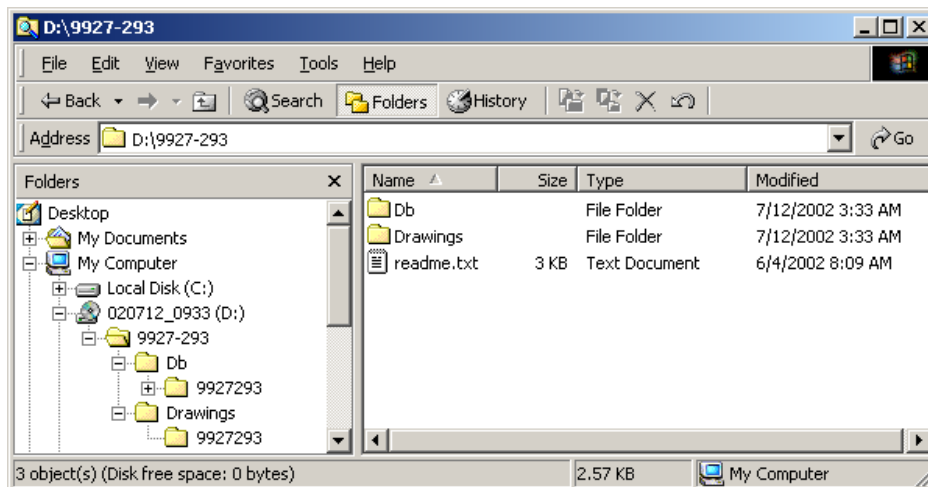 D:\9927-293
File Edit View Favorites Tools Help
Back Search Folders History
Address D:\9927-293 Go
Folders x
Name Size Type Modified
Desktop
My Documents
My Computer
Local Disk (C:)
020712_0933 (D:)
9927-293
Db
9927293
Drawings
9927293
Db File Folder 7/12/2002 3:33 AM
Drawings File Folder 7/12/2002 3:33 AM
readme.txt 3 KB Text Document 6/4/2002 8:09 AM
3 object(s) (Disk free space: 0 bytes) 2.57 KB My Computer